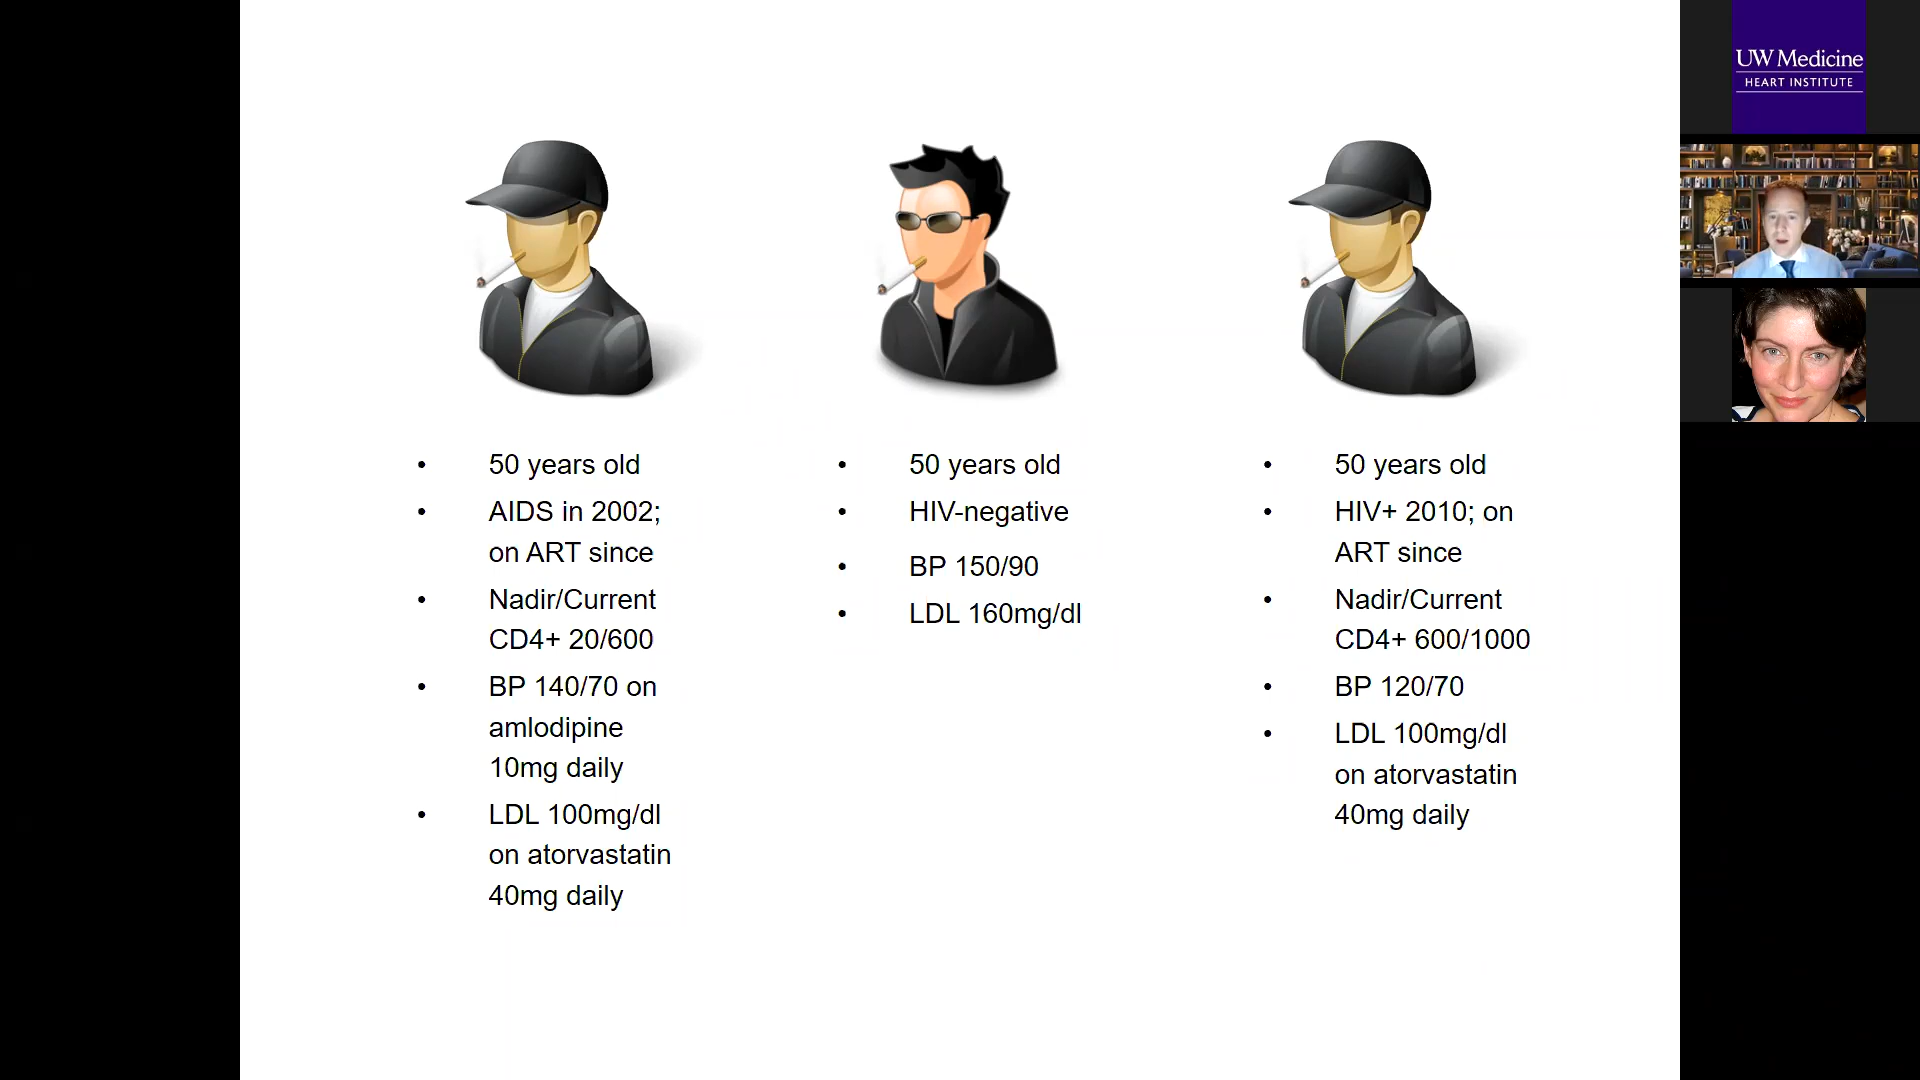 • 50 years old
• AIDS in 2002;
on ART since
• Nadir/Current
CD4+ 20/600
• BP 140/70 on
amlodipine
10mg daily
• LDL 100mg/dl
on atorvastatin
40mg daily
• 50 years old
• HIV-negative
• BP 150/90
• LDL 160mg/dl
• 50 years old
• HIV+ 2010; on
ART since
• Nadir/Current
CD4+ 600/1000
• BP 120/70
• LDL 100mg/dl
on atorvastatin
40mg daily
UW Medicine
HEART INSTITUTE